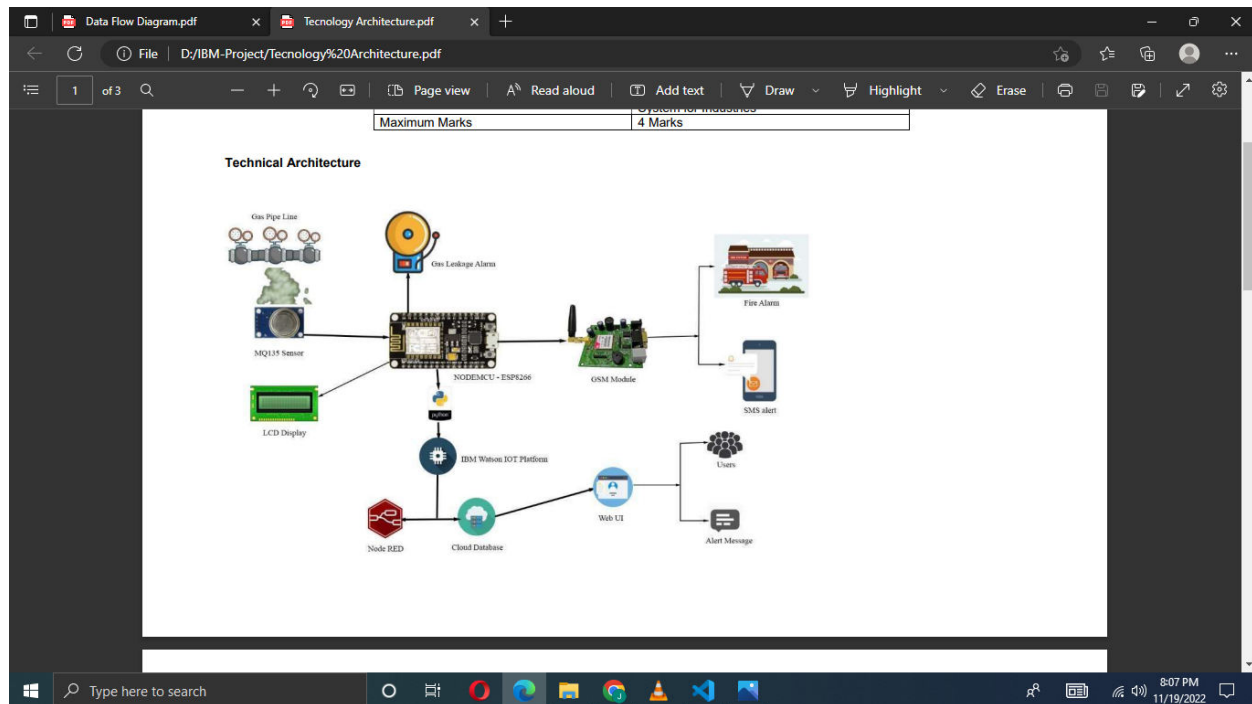 Data Flow Diagram.pdf
Tecnology Architecture.pdf
File
D:/IBM-Project/Tecnology%20Architecture.pdf
1 of 3
Page view
Read aloud
Add text
Draw
Highlight
Erase
System for Industries
Maximum Marks
4 Marks
Technical Architecture
Gas Pipe Line
Gas Leakage Alarm
Fire Alarm
MQ135 Sensor
NODEMCU - ESP8266
GSM Module
python
SMS alert
LCD Display
IBM Watson IOT Platform
Users
Web UI
Node RED
Cloud Database
Alert Message
Type here to search
8:07 PM
11/19/2022